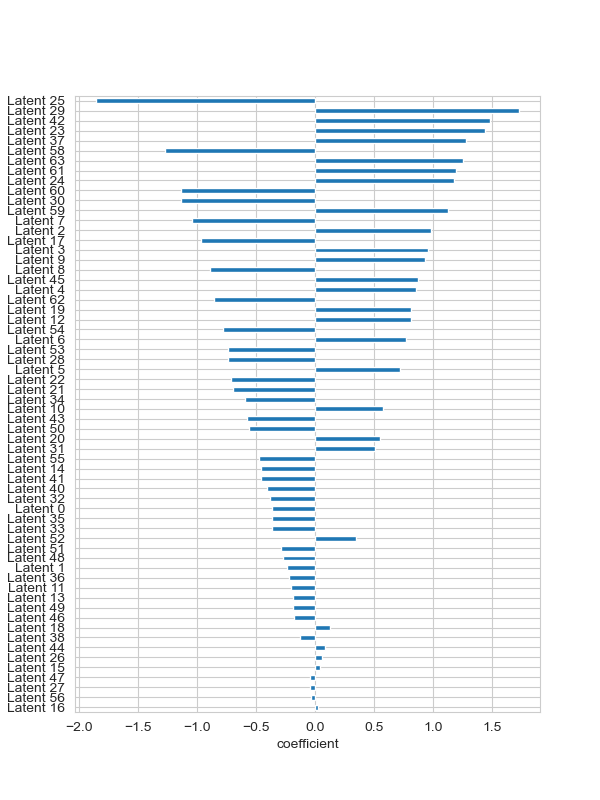 Latent 25
Latent 29
Latent 42
Latent 23
Latent 37
Latent 58
Latent 63
Latent 61
Latent 24
Latent 60
Latent 30
Latent 59
Latent 7
Latent 2
Latent 17
Latent 3
Latent 9
Latent 8
Latent 45
Latent 4
Latent 62
Latent 19
Latent 12
Latent 54
Latent 6
Latent 53
Latent 28
Latent 5
Latent 22
Latent 21
Latent 34
Latent 10
Latent 43
Latent 50
Latent 20
Latent 31
Latent 55
Latent 14
Latent 41
Latent 40
Latent 32
Latent 0
Latent 35
Latent 33
Latent 52
Latent 51
Latent 48
Latent 1
Latent 36
Latent 11
Latent 13
Latent 49
Latent 46
Latent 18
Latent 38
Latent 44
Latent 26
Latent 15
Latent 47
Latent 27
Latent 56
Latent 16
−2.0 −1.5 −1.0 −0.5 0.0 0.5 1.0 1.5
coefficient